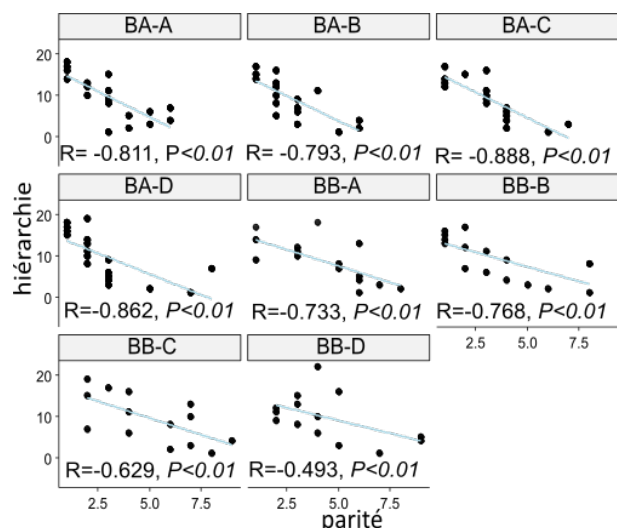 BA-A BA-B BA-C
20
10
0
R= -0.811, P<0.01 R= -0.793, P<0.01 R= -0.888, P<0.01
BA-D BB-A BB-B
hiérarchie
20
10
0
R=-0.862, P<0.01 R=-0.733, P<0.01 R=-0.768, P<0.01
2.5 5.0 7.5
BB-C BB-D
20
10
0
R=-0.629, P<0.01 R=-0.493, P<0.01
2.5 5.0 7.5 2.5 5.0 7.5
parité